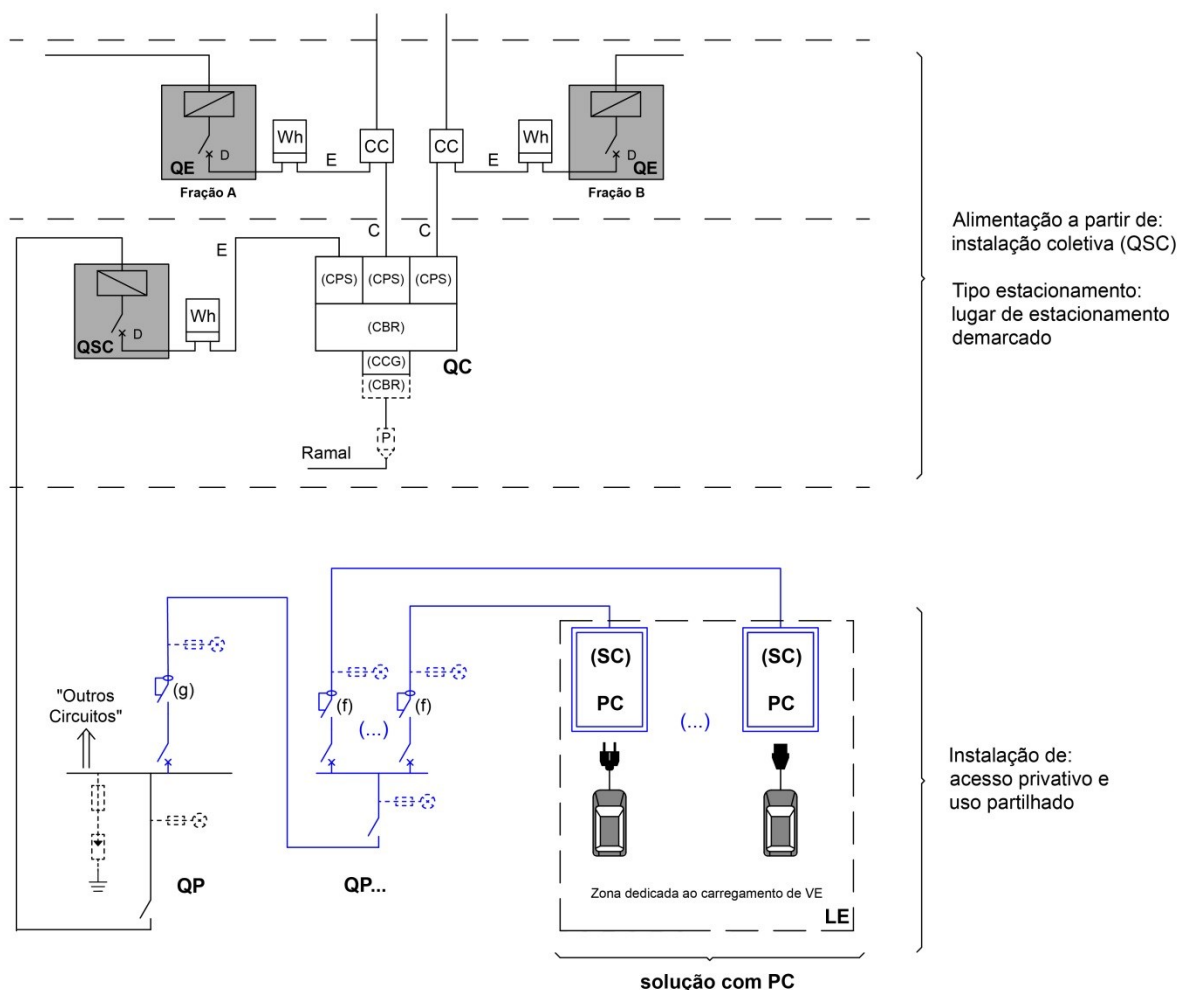 Wh
CC
CC
Wh
D
E
E
D
QE
QE
Fração A
Fração B
Alimentação a partir de:
instalação coletiva (QSC)
Tipo estacionamento:
lugar de estacionamento
demarcado
E
C
C
(CPS)
(CPS)
(CPS)
Wh
D
QSC
(CBR)
(CCG)
QC
(CBR)
P
Ramal
(SC)
(SC)
"Outros
Circuitos"
(g)
(f)
(f)
PC
PC
(...)
(...)
Instalação de:
acesso privativo e
uso partilhado
QP
QP...
Zona dedicada ao carregamento de VE
LE
solução com PC